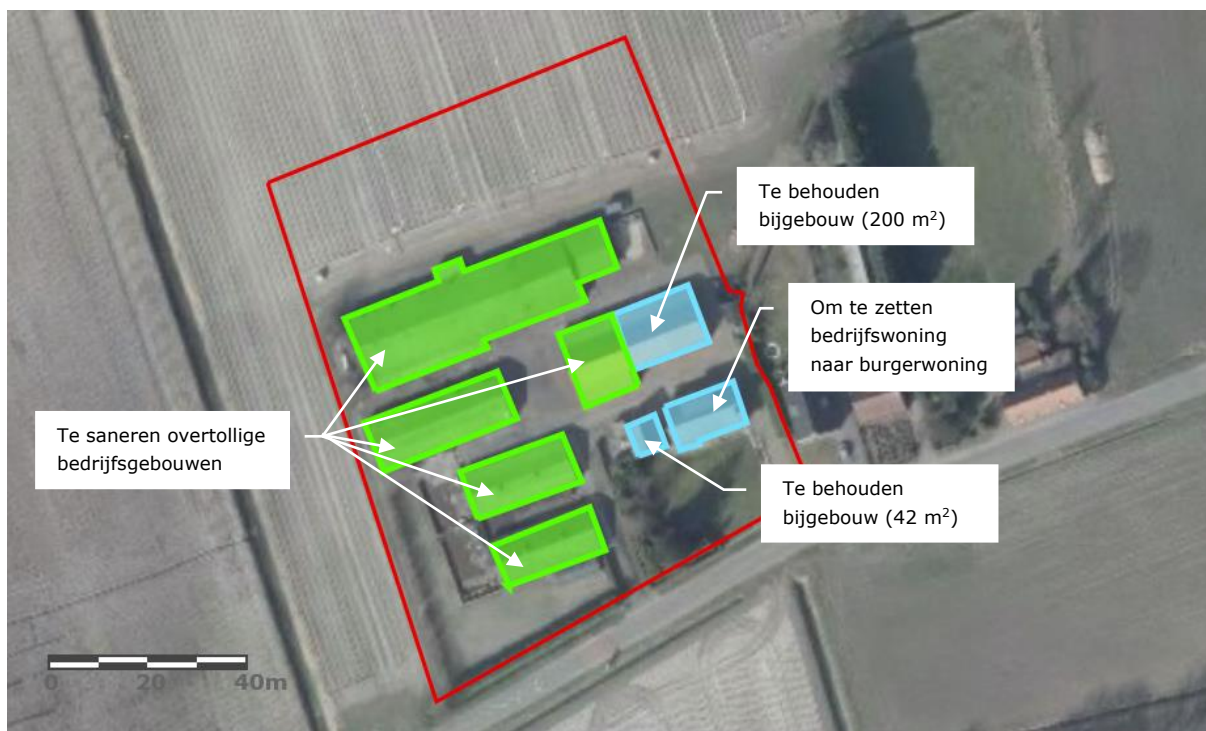 Te behouden
bijgebouw (200 m²)
Om te zetten
bedrijfswoning
naar burgerwoning
Te saneren overtollige
bedrijfsgebouwen
Te behouden
bijgebouw (42 m²)
0 20 40m